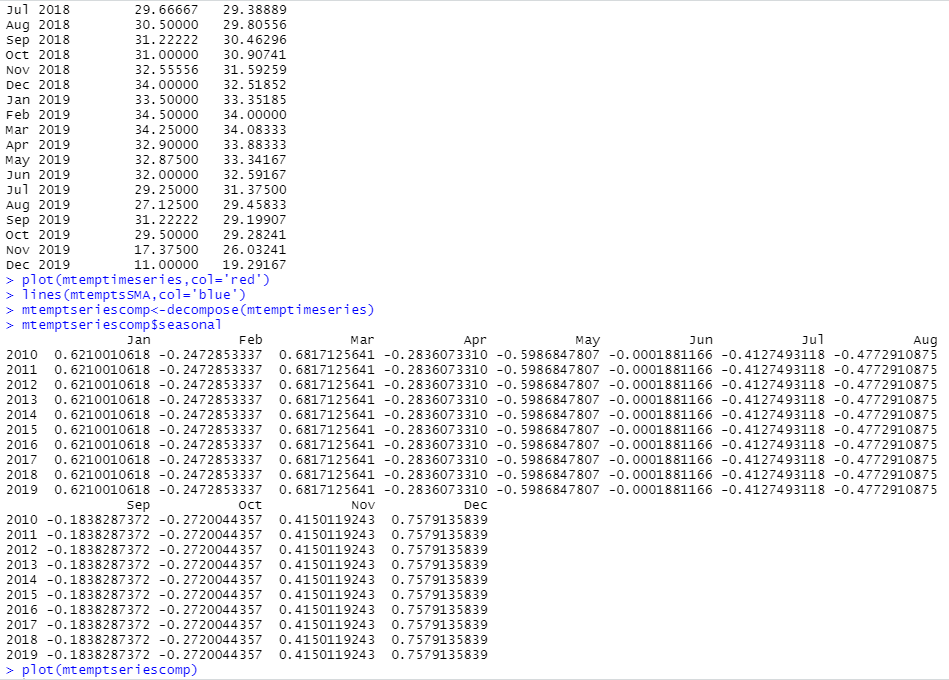 Jul 2018 29.66667 29.38889
Aug 2018 30.50000 29.80556
Sep 2018 31.22222 30.46296
Oct 2018 31.00000 30.90741
Nov 2018 32.55556 31.59259
Dec 2018 34.00000 32.51852
Jan 2019 33.50000 33.35185
Feb 2019 34.50000 34.00000
Mar 2019 34.25000 34.08333
Apr 2019 32.90000 33.88333
May 2019 32.87500 33.34167
Jun 2019 32.00000 32.59167
Jul 2019 29.25000 31.37500
Aug 2019 27.12500 29.45833
Sep 2019 31.22222 29.19907
Oct 2019 29.50000 29.28241
Nov 2019 17.37500 26.03241
Dec 2019 11.00000 19.29167
> plot(mtemptimeseries,col='red')
> lines(mtemptsSMA,col='blue')
> mtemptseriescomp<-decompose(mtemptimeseries)
> mtemptseriescomp$seasonal
Jan Feb Mar Apr May Jun Jul Aug
2010 0.6210010618 -0.2472853337 0.6817125641 -0.2836073310 -0.5986847807 -0.0001881166 -0.4127493118 -0.4772910875
2011 0.6210010618 -0.2472853337 0.6817125641 -0.2836073310 -0.5986847807 -0.0001881166 -0.4127493118 -0.4772910875
2012 0.6210010618 -0.2472853337 0.6817125641 -0.2836073310 -0.5986847807 -0.0001881166 -0.4127493118 -0.4772910875
2013 0.6210010618 -0.2472853337 0.6817125641 -0.2836073310 -0.5986847807 -0.0001881166 -0.4127493118 -0.4772910875
2014 0.6210010618 -0.2472853337 0.6817125641 -0.2836073310 -0.5986847807 -0.0001881166 -0.4127493118 -0.4772910875
2015 0.6210010618 -0.2472853337 0.6817125641 -0.2836073310 -0.5986847807 -0.0001881166 -0.4127493118 -0.4772910875
2016 0.6210010618 -0.2472853337 0.6817125641 -0.2836073310 -0.5986847807 -0.0001881166 -0.4127493118 -0.4772910875
2017 0.6210010618 -0.2472853337 0.6817125641 -0.2836073310 -0.5986847807 -0.0001881166 -0.4127493118 -0.4772910875
2018 0.6210010618 -0.2472853337 0.6817125641 -0.2836073310 -0.5986847807 -0.0001881166 -0.4127493118 -0.4772910875
2019 0.6210010618 -0.2472853337 0.6817125641 -0.2836073310 -0.5986847807 -0.0001881166 -0.4127493118 -0.4772910875
Sep Oct Nov Dec
2010 -0.1838287372 -0.2720044357 0.4150119243 0.7579135839
2011 -0.1838287372 -0.2720044357 0.4150119243 0.7579135839
2012 -0.1838287372 -0.2720044357 0.4150119243 0.7579135839
2013 -0.1838287372 -0.2720044357 0.4150119243 0.7579135839
2014 -0.1838287372 -0.2720044357 0.4150119243 0.7579135839
2015 -0.1838287372 -0.2720044357 0.4150119243 0.7579135839
2016 -0.1838287372 -0.2720044357 0.4150119243 0.7579135839
2017 -0.1838287372 -0.2720044357 0.4150119243 0.7579135839
2018 -0.1838287372 -0.2720044357 0.4150119243 0.7579135839
2019 -0.1838287372 -0.2720044357 0.4150119243 0.7579135839
> plot(mtemptseriescomp)